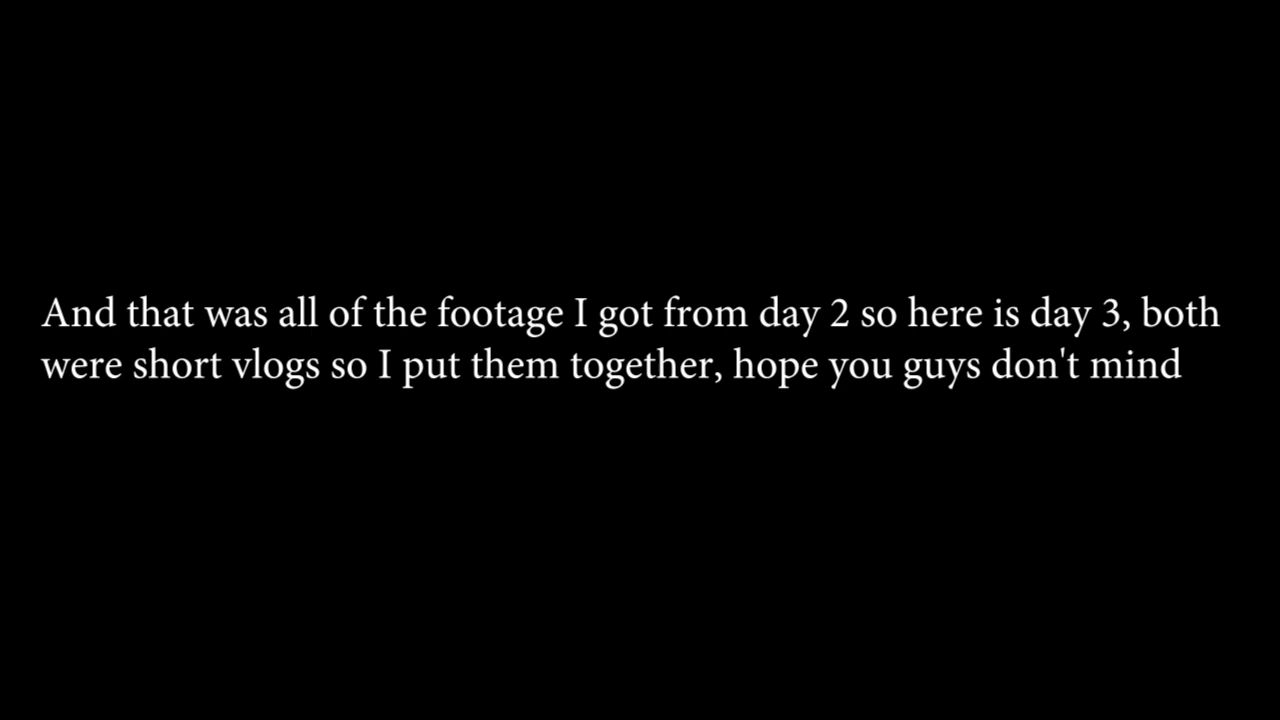 And that was all of the footage I got from day 2 so here is day 3, both
were short vlogs so I put them together, hope you guys don't mind